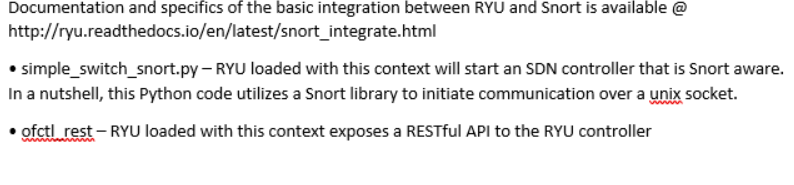 Documentation and specifics of the basic integration between RYU and Snort is available @
http://ryu.readthedocs.io/en/latest/snort_integrate.html
• simple_switch_snort.py – RYU loaded with this context will start an SDN controller that is Snort aware.
In a nutshell, this Python code utilizes a Snort library to initiate communication over a unix socket.
• ofctl_rest – RYU loaded with this context exposes a RESTful API to the RYU controller